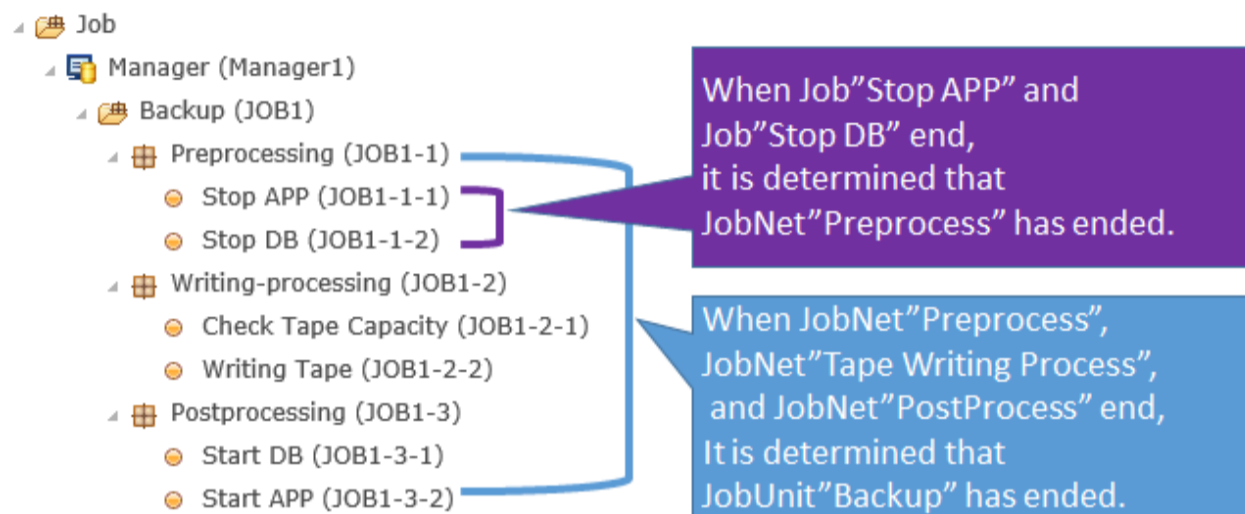 Job
Manager (Manager1)
Backup (JOB1)
Preprocessing (JOB1-1)
Stop APP (JOB1-1-1)
Stop DB (JOB1-1-2)
Writing-processing (JOB1-2)
Check Tape Capacity (JOB1-2-1)
Writing Tape (JOB1-2-2)
Postprocessing (JOB1-3)
Start DB (JOB1-3-1)
Start APP (JOB1-3-2)
When Job”Stop APP” and
Job”Stop DB” end,
it is determined that
JobNet”Preprocess” has ended.
When JobNet”Preprocess”,
JobNet”Tape Writing Process”,
and JobNet”PostProcess” end,
It is determined that
JobUnit”Backup” has ended.